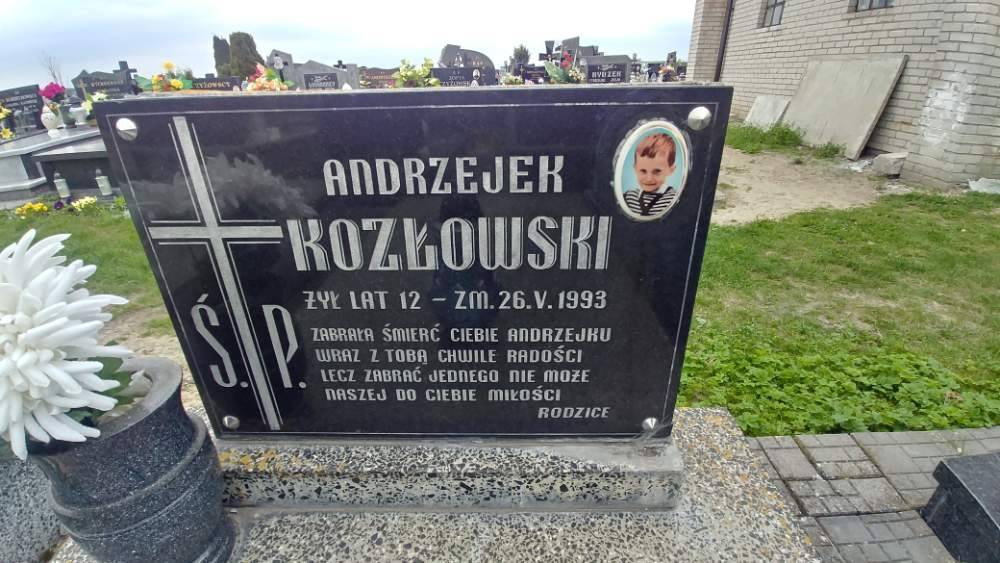 RYDZEK
ANDRZEJEK
KOZŁOWSKI
ŻYŁ LAT 12 – ZM. 26.V.1993
Ś.P.
ZABRAŁA ŚMIERĆ CIEBIE ANDRZEJKU
WRAZ Z TOBĄ CHWILE RADOŚCI
LECZ ZABRAĆ JEDNEGO NIE MOŻE
NASZEJ DO CIEBIE MIŁOŚCI
RODZICE